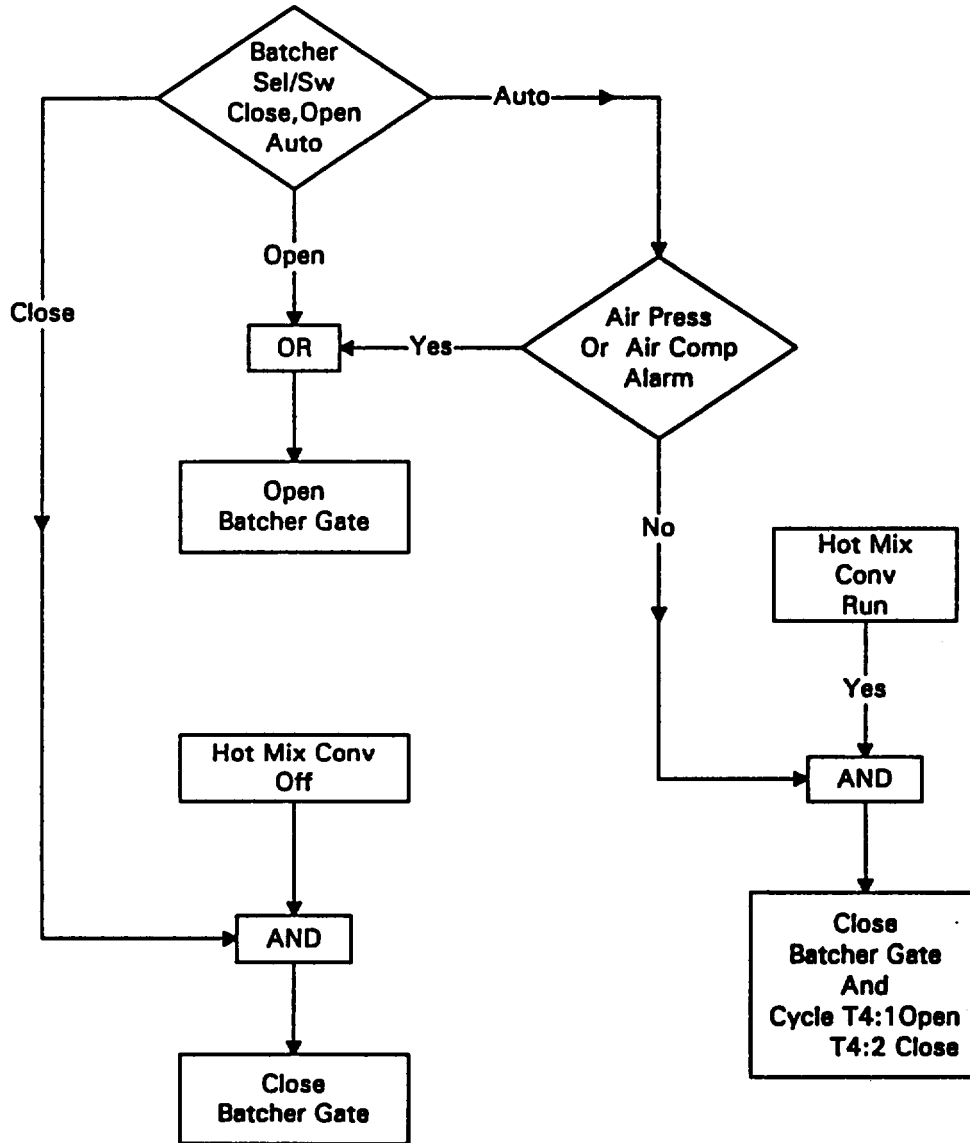 Batcher
Sel/Sw
Close,Open
Auto
Auto
Open
Close
Air Press
Or Air Comp
Alarm
OR
Yes
Open
Batcher Gate
No
Hot Mix
Conv
Run
Yes
Hot Mix Conv
Off
AND
AND
Close
Batcher Gate
And
Cycle T4:1Open
T4:2 Close
Close
Batcher Gate